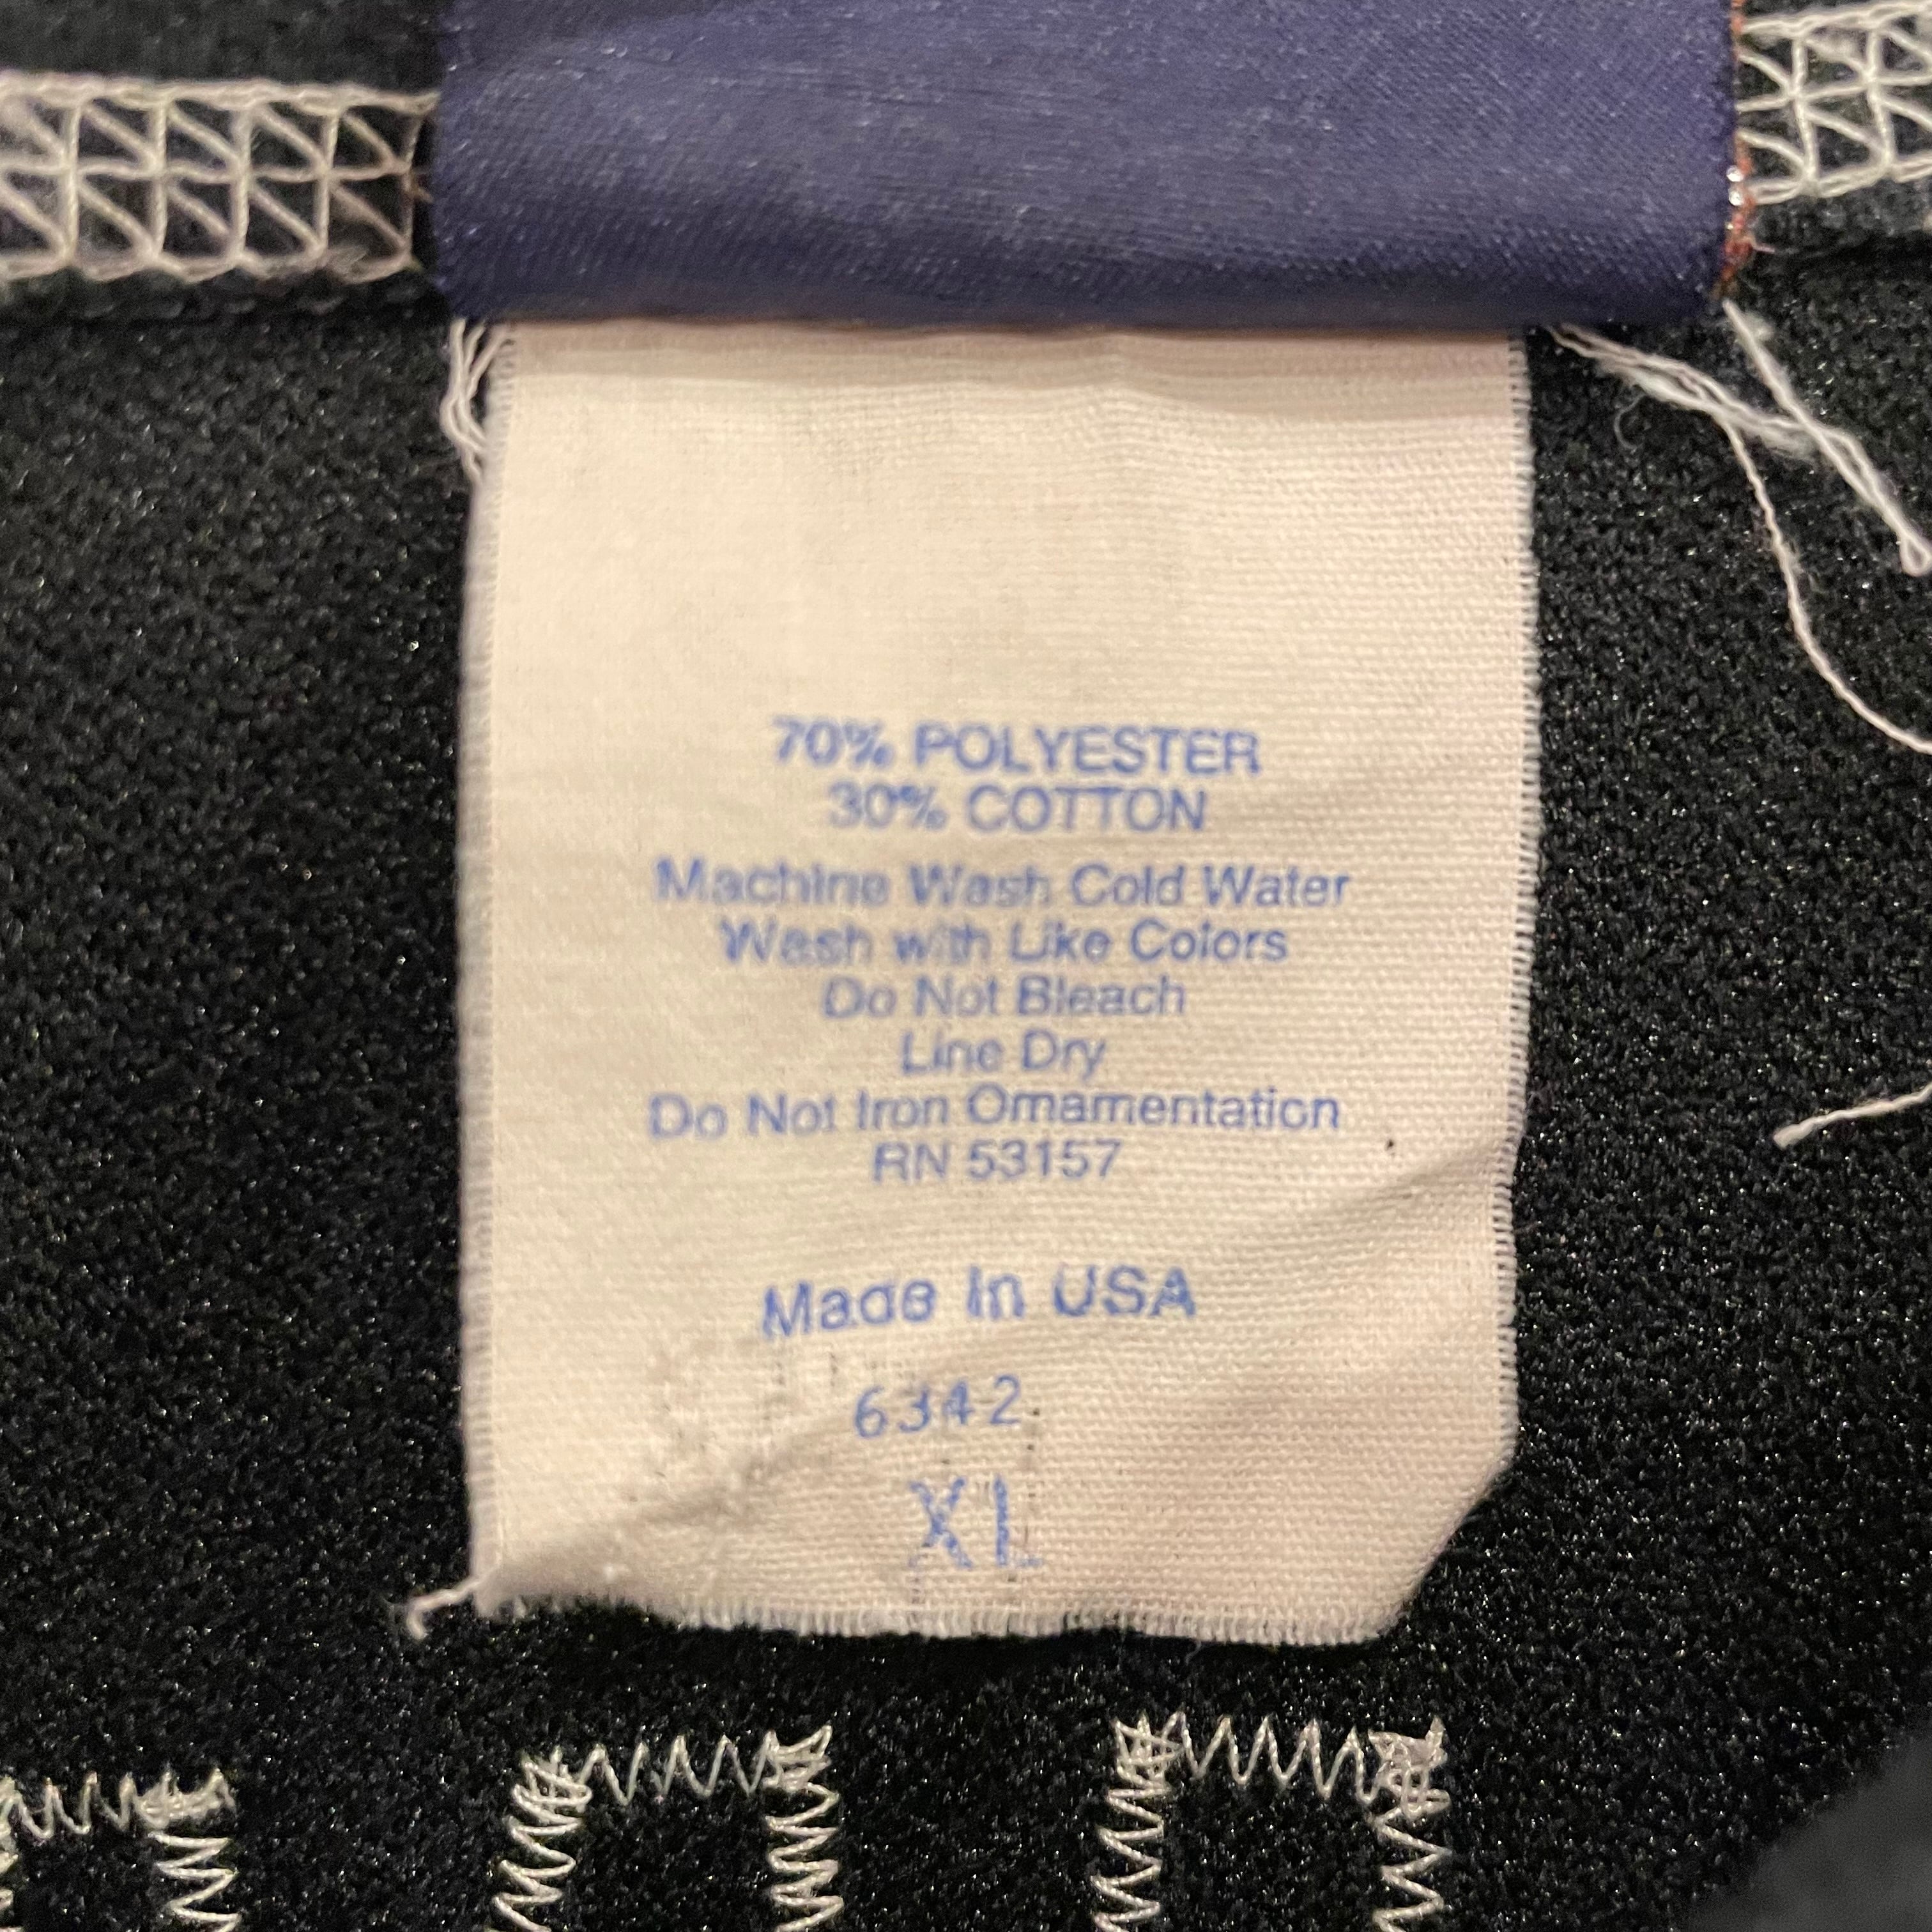 70% POLYESTER
30% COTTON
Machine Wash Cold Water
Wash with Like Colors
Do Not Bleach
Line Dry
Do Not Iron Ornamentation
RN 53157
Made In USA
6342
XL